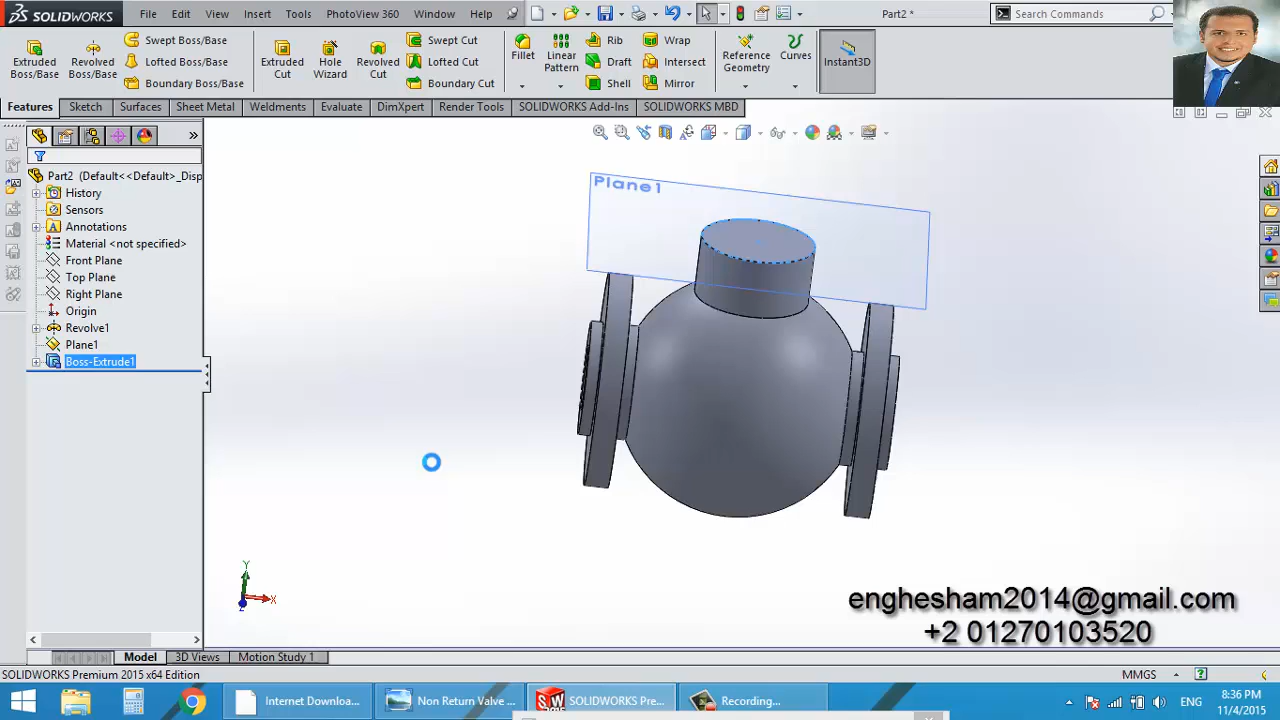 SOLIDWORKS File Edit View Insert Tools PhotoView 360 Window Help Part2 * Search Commands
Extruded Boss/Base Revolved Boss/Base Swept Boss/Base Lofted Boss/Base Boundary Boss/Base Extruded Cut Hole Wizard Revolved Cut Swept Cut Lofted Cut Boundary Cut Fillet Linear Pattern Rib Draft Shell Wrap Intersect Mirror Reference Geometry Curves Instant3D
Features Sketch Surfaces Sheet Metal Weldments Evaluate DimXpert Render Tools SOLIDWORKS Add-Ins SOLIDWORKS MBD
Part2 (Default<<Default>_Disp
History
Sensors
Annotations
Material <not specified>
Front Plane
Top Plane
Right Plane
Origin
Revolve1
Plane1
Boss-Extrude1
Plane1
Y
X
Z
enghesham2014@gmail.com
+2 01270103520
Model 3D Views Motion Study 1
SOLIDWORKS Premium 2015 x64 Edition MMGS
Internet Downloa... Non Return Valve ... SOLIDWORKS Pre... Recording... ENG 8:36 PM
11/4/2015